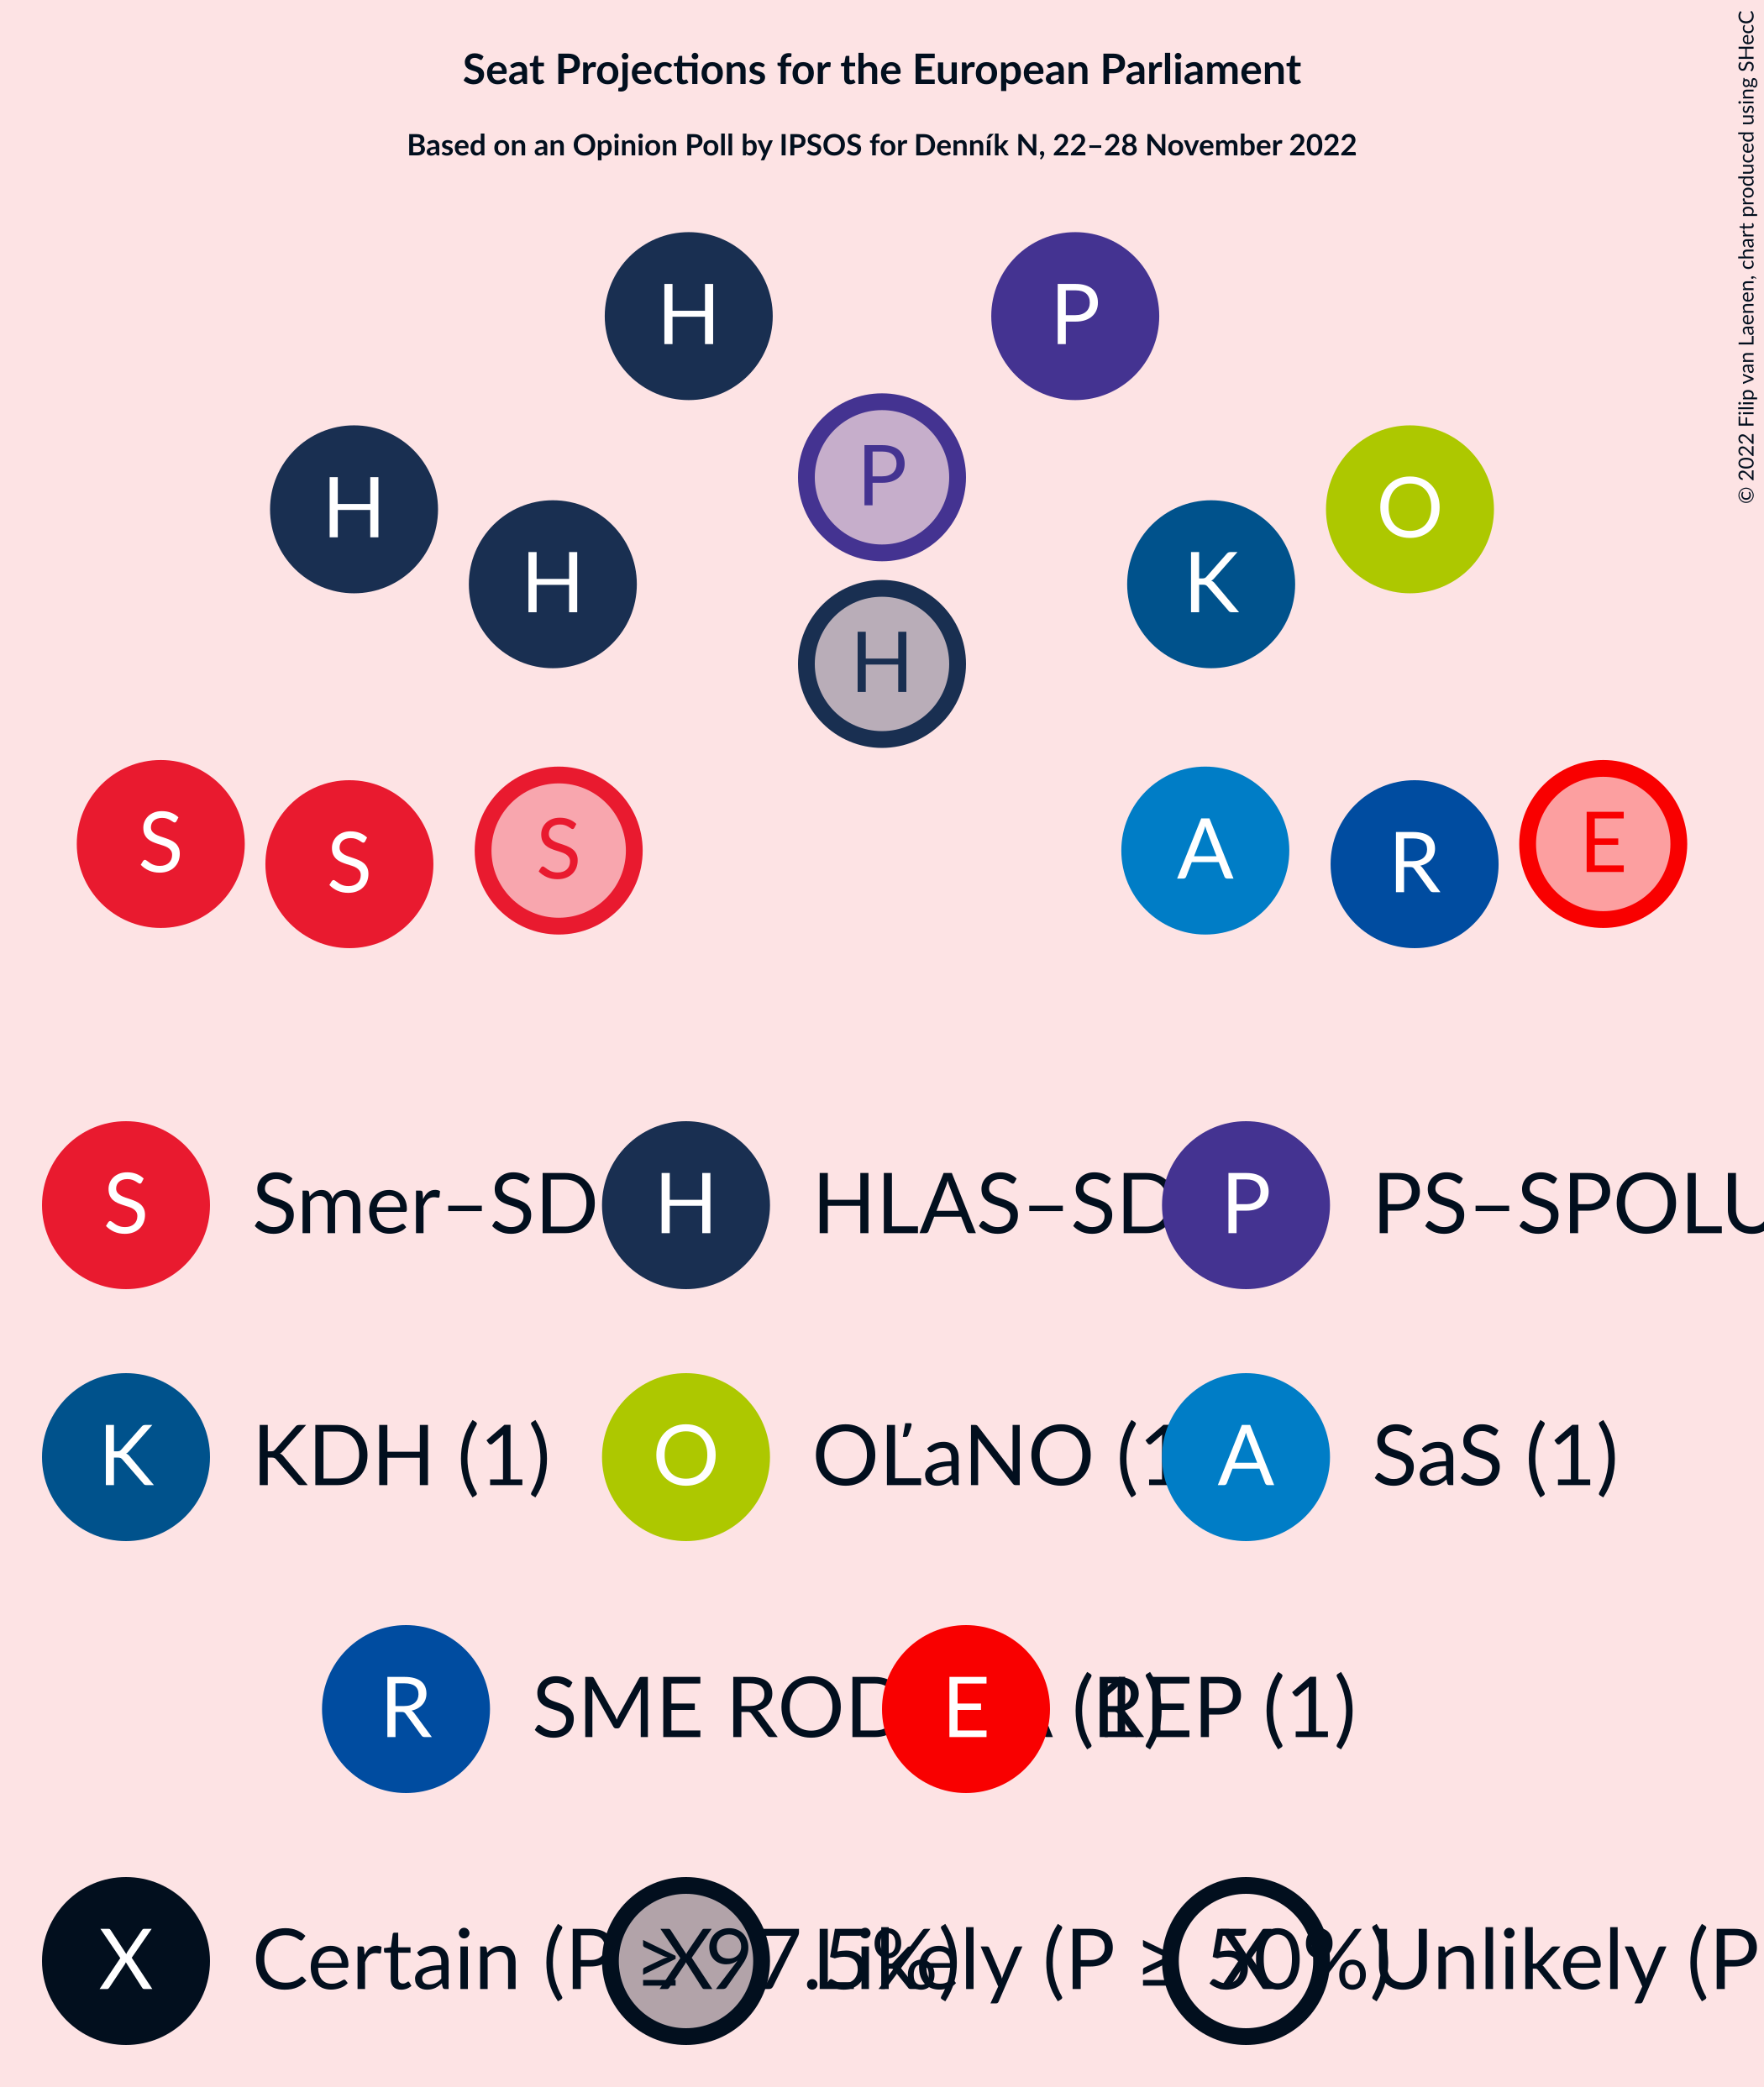 Seat Projections for the European Parliament
Based on an Opinion Poll by IPSOS for Denník N, 22–28 November 2022
© 2022 Filip van Laenen, chart produced using SHecC
H P
P
H O
H K
H
S E
S A
S R
S Smer–SD H HLAS–SD P PS–SPOLU
K KDH (1) O OĽaNO (1 A SaS (1)
R SME E (1) REP (1)
X Certain (P ≥ 97.5%) X Likely (P ≥ 50%) X Unlikely (P